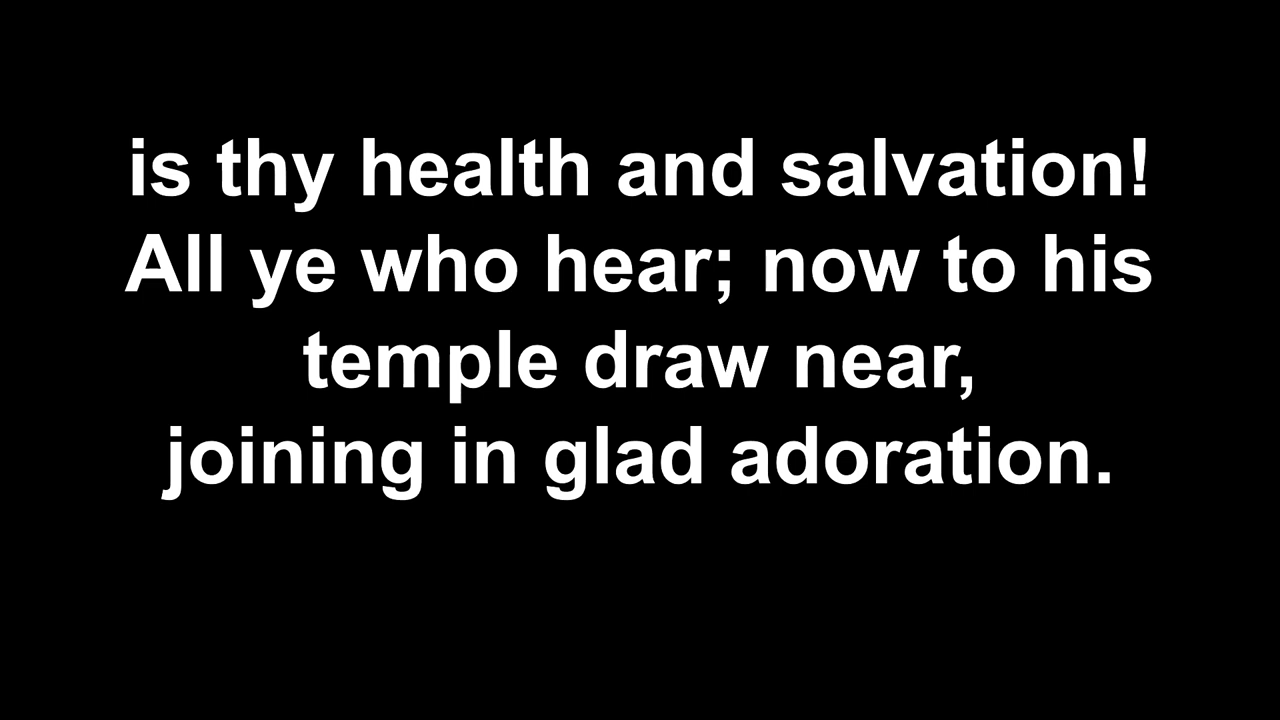 is thy health and salvation!
All ye who hear; now to his
temple draw near,
joining in glad adoration.